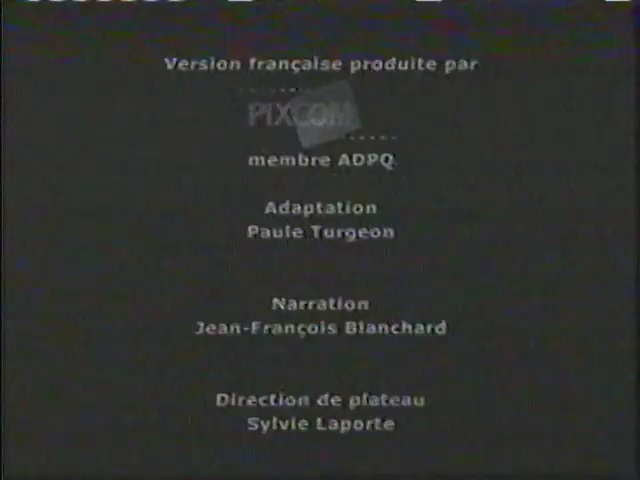 Version française produite par
PIXCOM
membre ADPQ
Adaptation
Paule Turgeon
Narration
Jean-François Blanchard
Direction de plateau
Sylvie Laporte